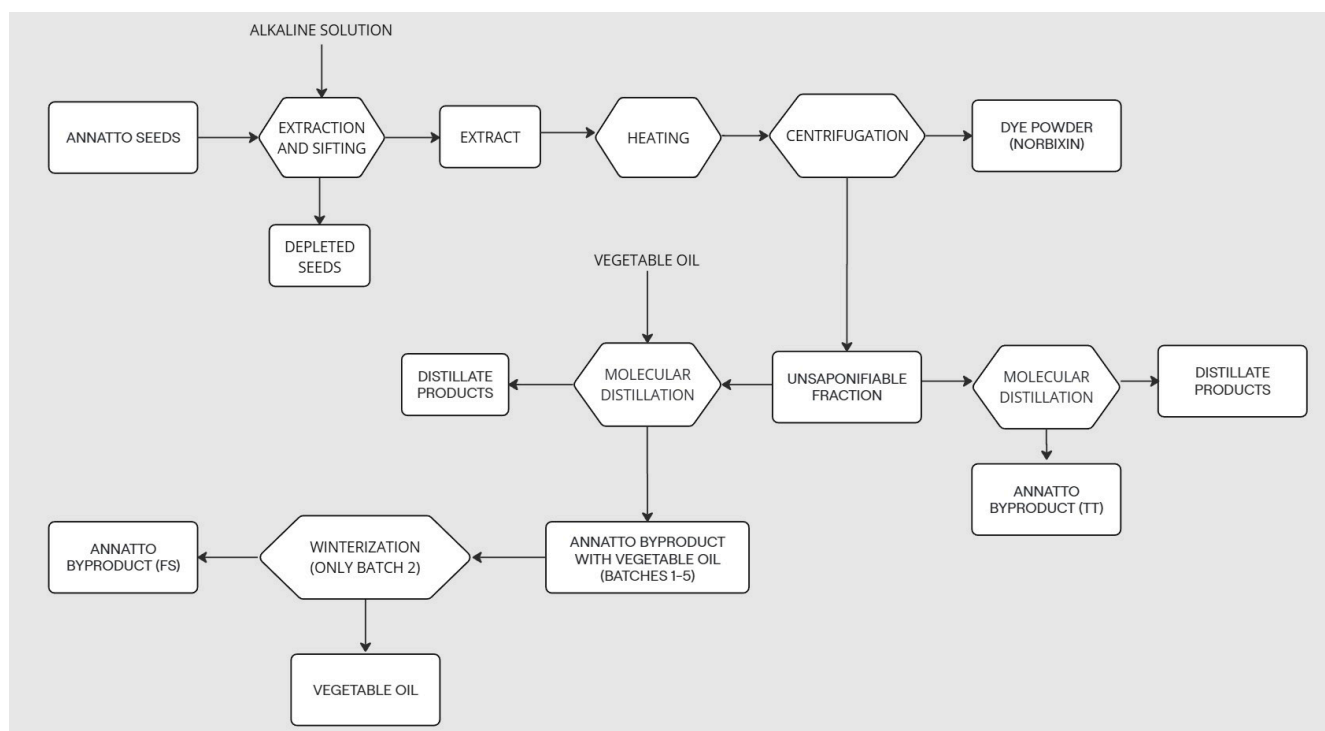 ALKALINE SOLUTION
ANNATTO SEEDS
EXTRACTION
AND SIFTING
EXTRACT
HEATING
CENTRIFUGATION
DYE POWDER
(NORBIXIN)
DEPLETED
SEEDS
VEGETABLE OIL
DISTILLATE
PRODUCTS
MOLECULAR
DISTILLATION
UNSAPONIFIABLE
FRACTION
MOLECULAR
DISTILLATION
DISTILLATE
PRODUCTS
ANNATTO
BYPRODUCT (TT)
ANNATTO
BYPRODUCT (FS)
WINTERIZATION
(ONLY BATCH 2)
ANNATTO BYPRODUCT
WITH VEGETABLE OIL
(BATCHES 1–5)
VEGETABLE OIL